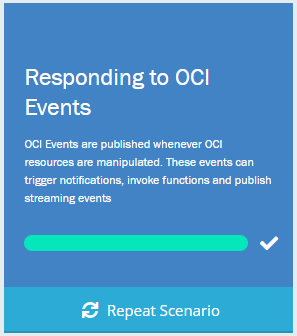 Responding to OCI
Events
OCI Events are published whenever OCI
resources are manipulated. These events can
trigger notifications, invoke functions and publish
streaming events
Repeat Scenario